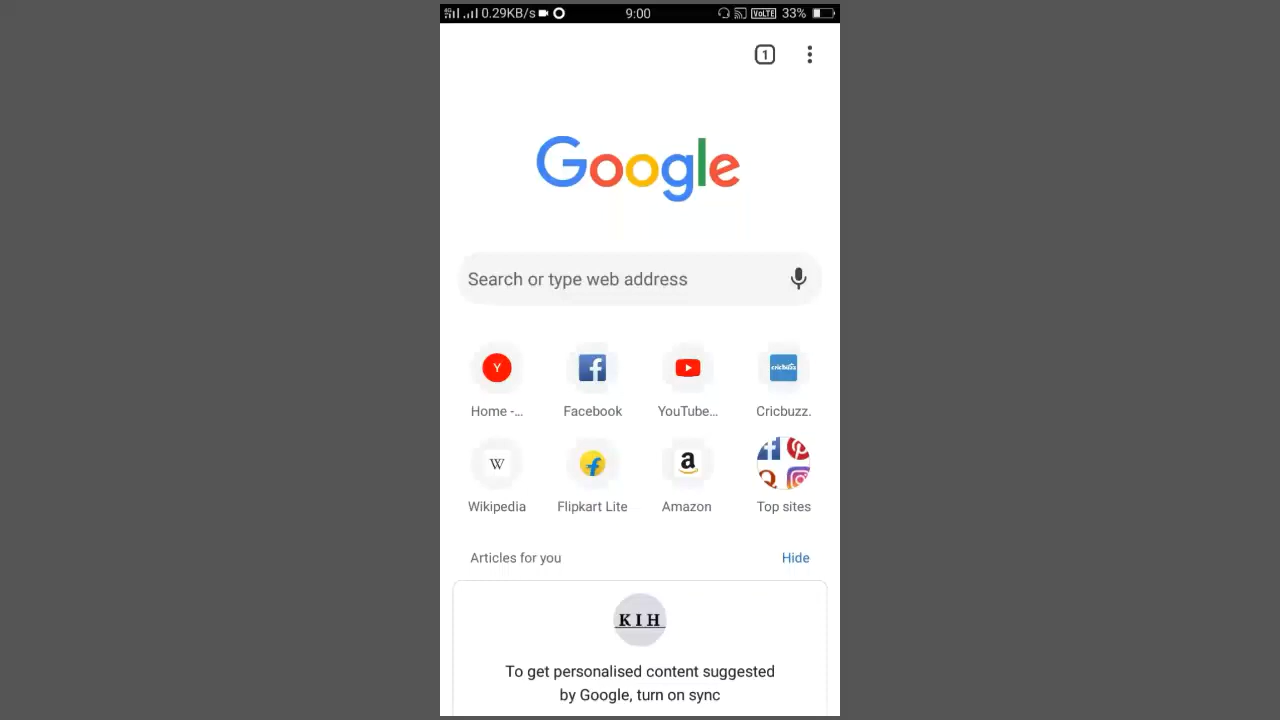 0.29KB/s 9:00 VoLTE 33%
1
Google
Search or type web address
Y
Home -... Facebook YouTube... Cricbuzz.
W a
Wikipedia Flipkart Lite Amazon Top sites
Articles for you Hide
KIH
To get personalised content suggested
by Google, turn on sync